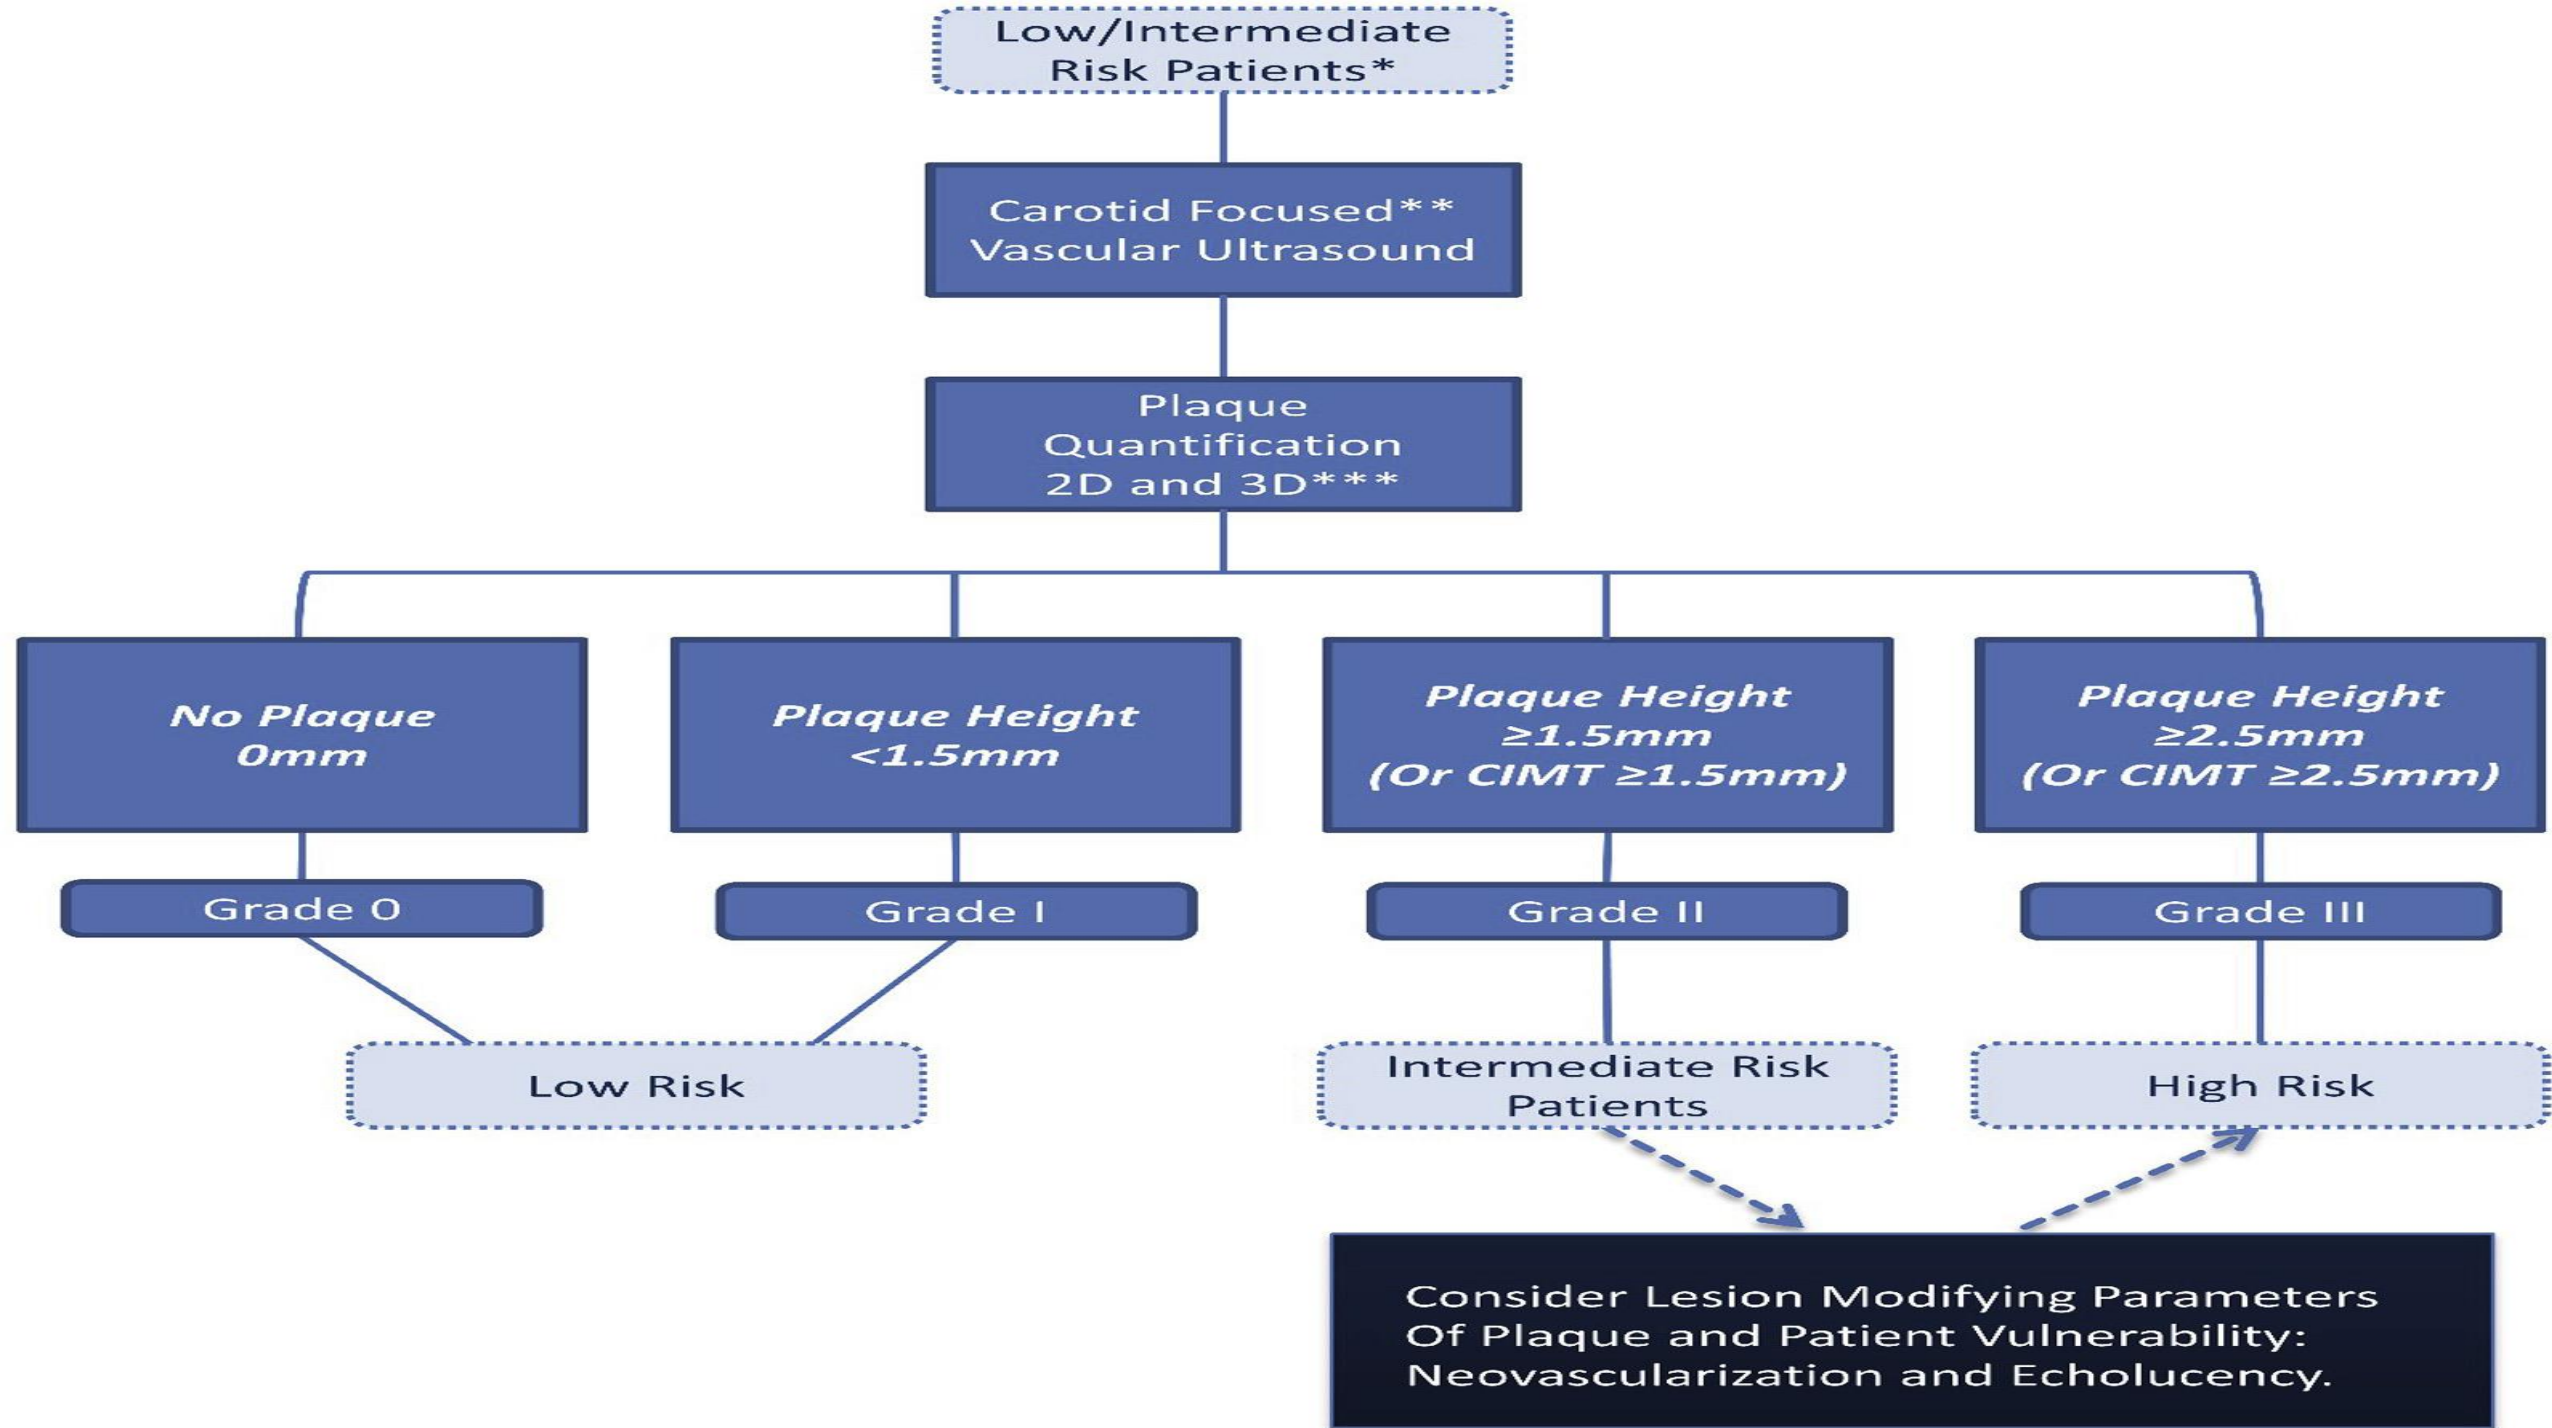 Low/Intermediate
Risk Patients*
Carotid Focused**
Vascular Ultrasound
Plaque
Quantification
2D and 3D***
No Plaque
0mm
Plaque Height
<1.5mm
Plaque Height
≥1.5mm
(Or CIMT ≥1.5mm)
Plaque Height
≥2.5mm
(Or CIMT ≥2.5mm)
Grade 0
Grade I
Grade II
Grade III
Low Risk
Intermediate Risk
Patients
High Risk
Consider Lesion Modifying Parameters
Of Plaque and Patient Vulnerability:
Neovascularization and Echolucency.